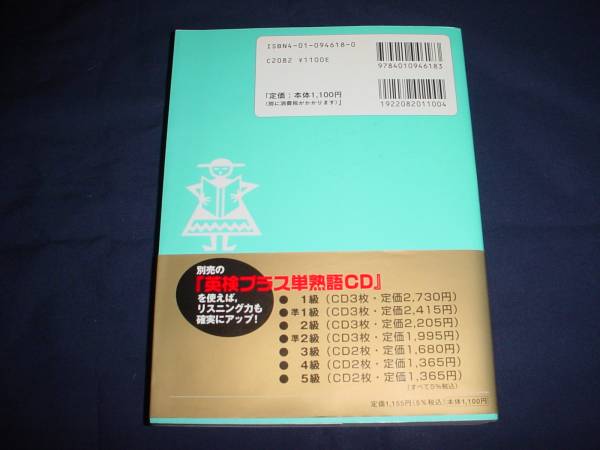 ISBN4-01-094618-0
C2082 ¥1100E
9784010946183
「定価：本体1,100円
(別に消費税がかかります)」
1922082011004
別売の
『英検プラス単熟語CD』
を使えば、
リスニング力も
確実にアップ！
● 1級（CD3枚・定価2,730円）
●準1級（CD3枚・定価2,415円）
● 2級（CD3枚・定価2,205円）
●準2級（CD3枚・定価1,995円）
● 3級（CD2枚・定価1,680円）
● 4級（CD2枚・定価1,365円）
● 5級（CD2枚・定価1,365円）
(すべて5%税込)
定価1,155円(5%税込)本体1,100円